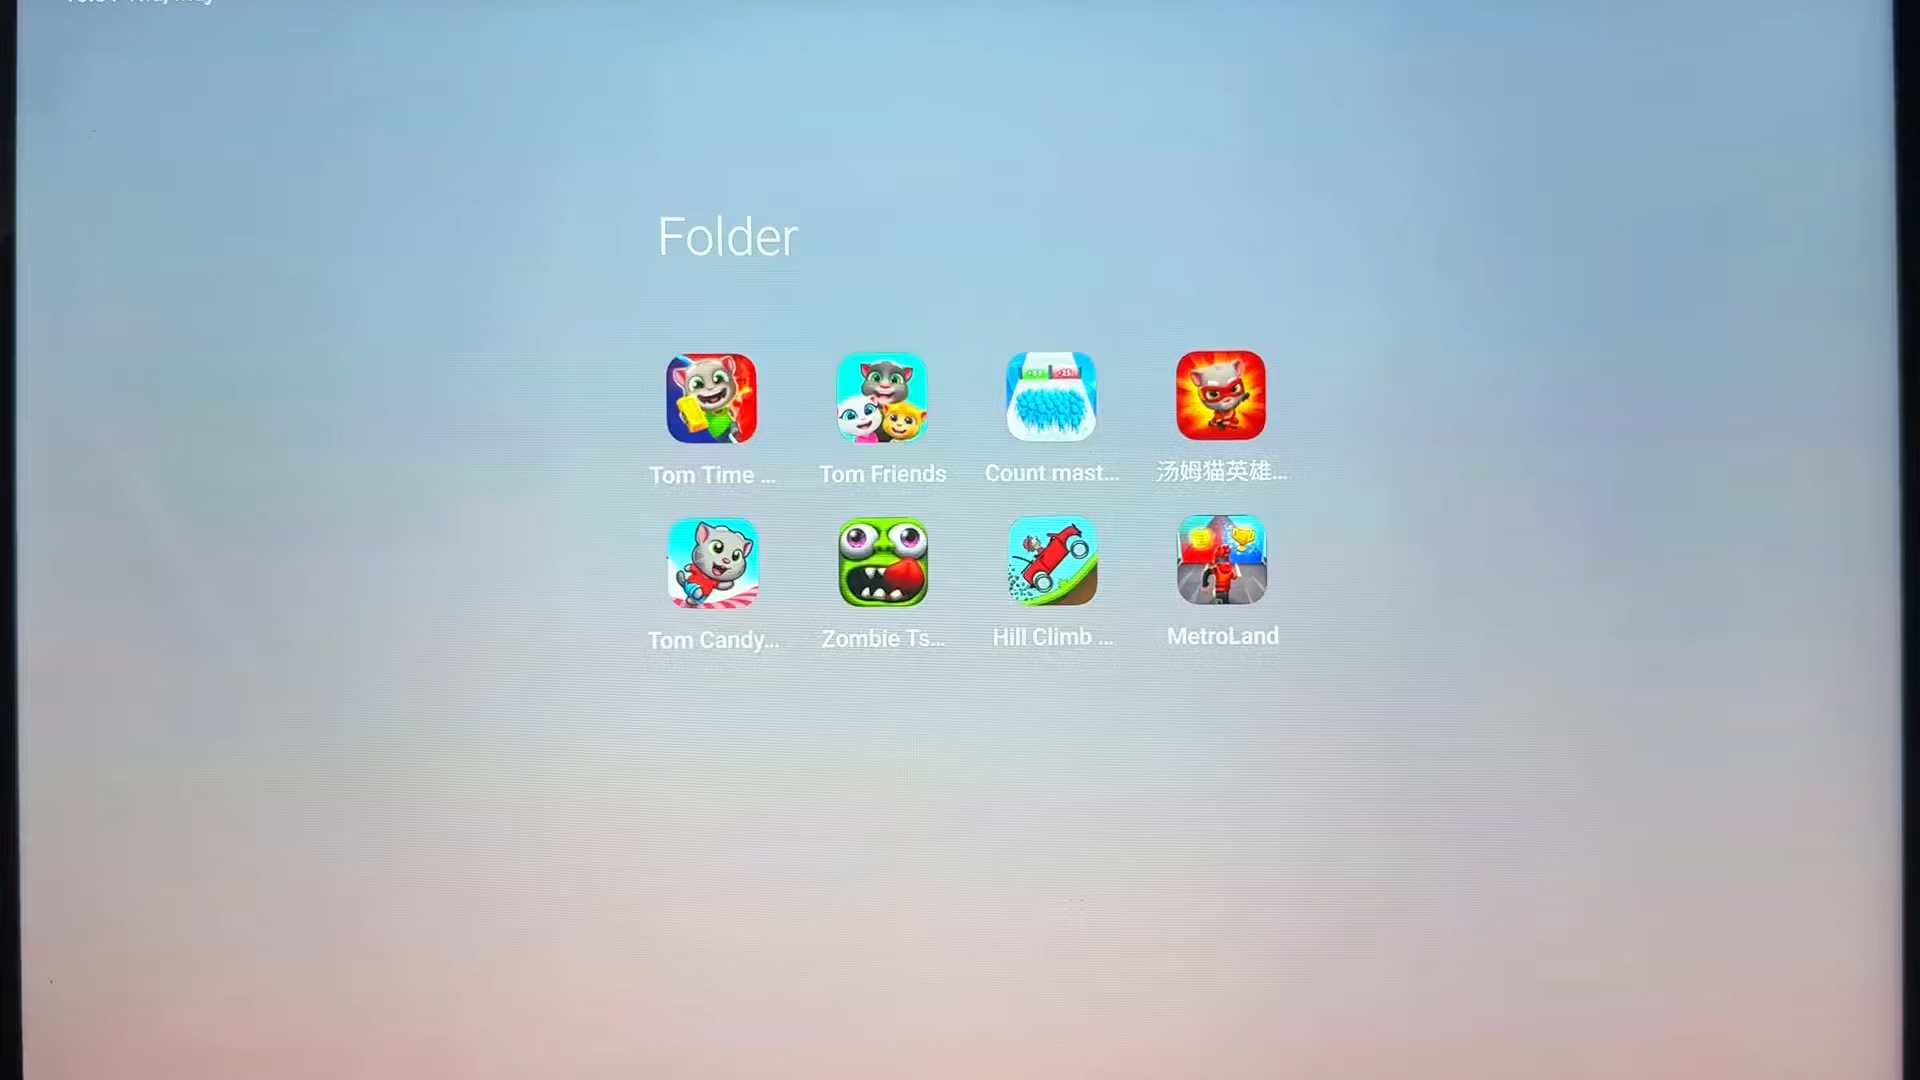 Folder
Tom Time ...
Tom Friends
Count mast...
汤姆猫英雄...
Tom Candy...
Zombie Ts...
Hill Climb ...
MetroLand